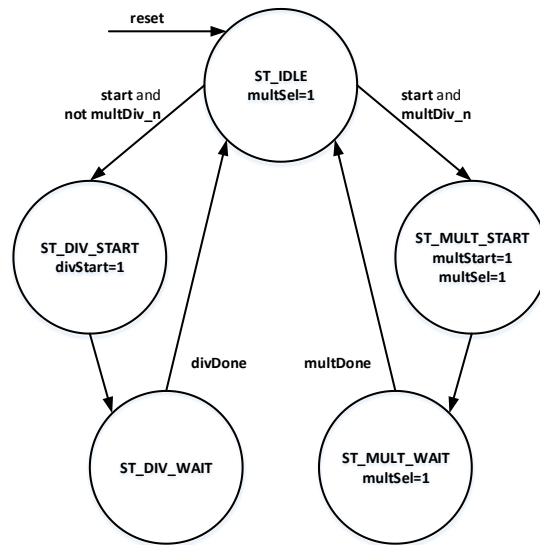 reset
ST_IDLE
multSel=1
start and
not multDiv_n
start and
multDiv_n
ST_DIV_START
divStart=1
ST_MULT_START
multStart=1
multSel=1
divDone
multDone
ST_DIV_WAIT
ST_MULT_WAIT
multSel=1